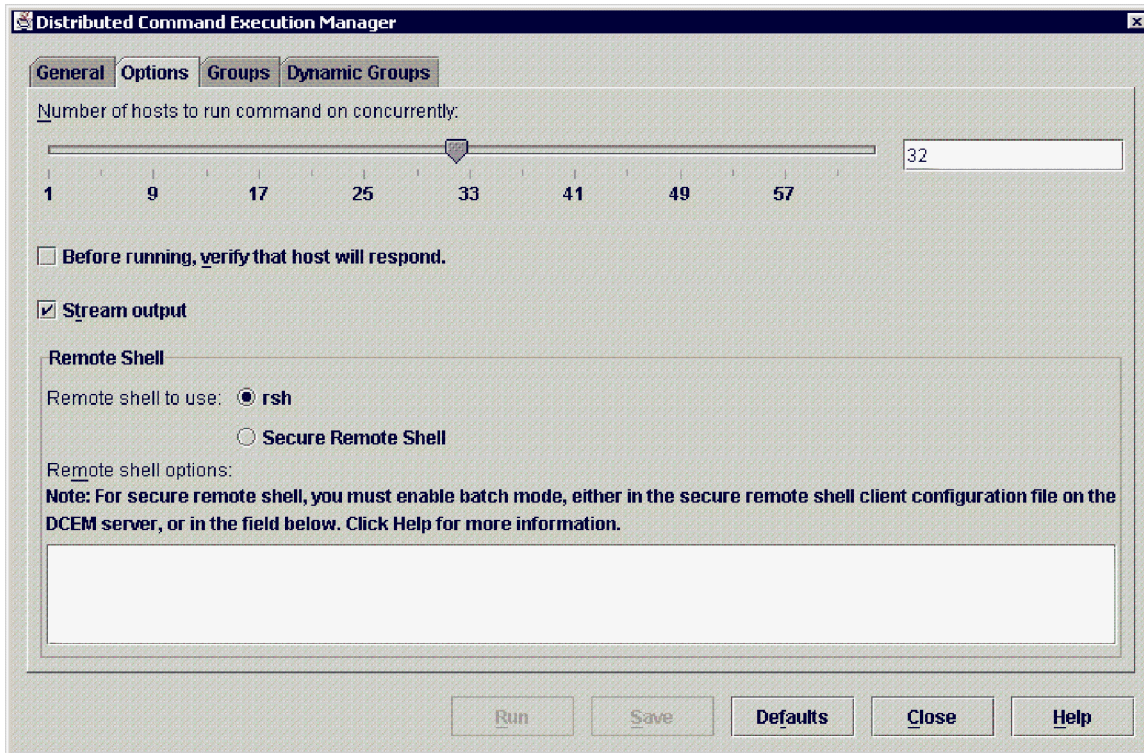 Distributed Command Execution Manager
General Options Groups Dynamic Groups
Number of hosts to run command on concurrently:
32
1 9 17 25 33 41 49 57
Before running, verify that host will respond.
Stream output
Remote Shell
Remote shell to use: rsh
Secure Remote Shell
Remote shell options:
Note: For secure remote shell, you must enable batch mode, either in the secure remote shell client configuration file on the
DCEM server, or in the field below. Click Help for more information.
Run Save Defaults Close Help